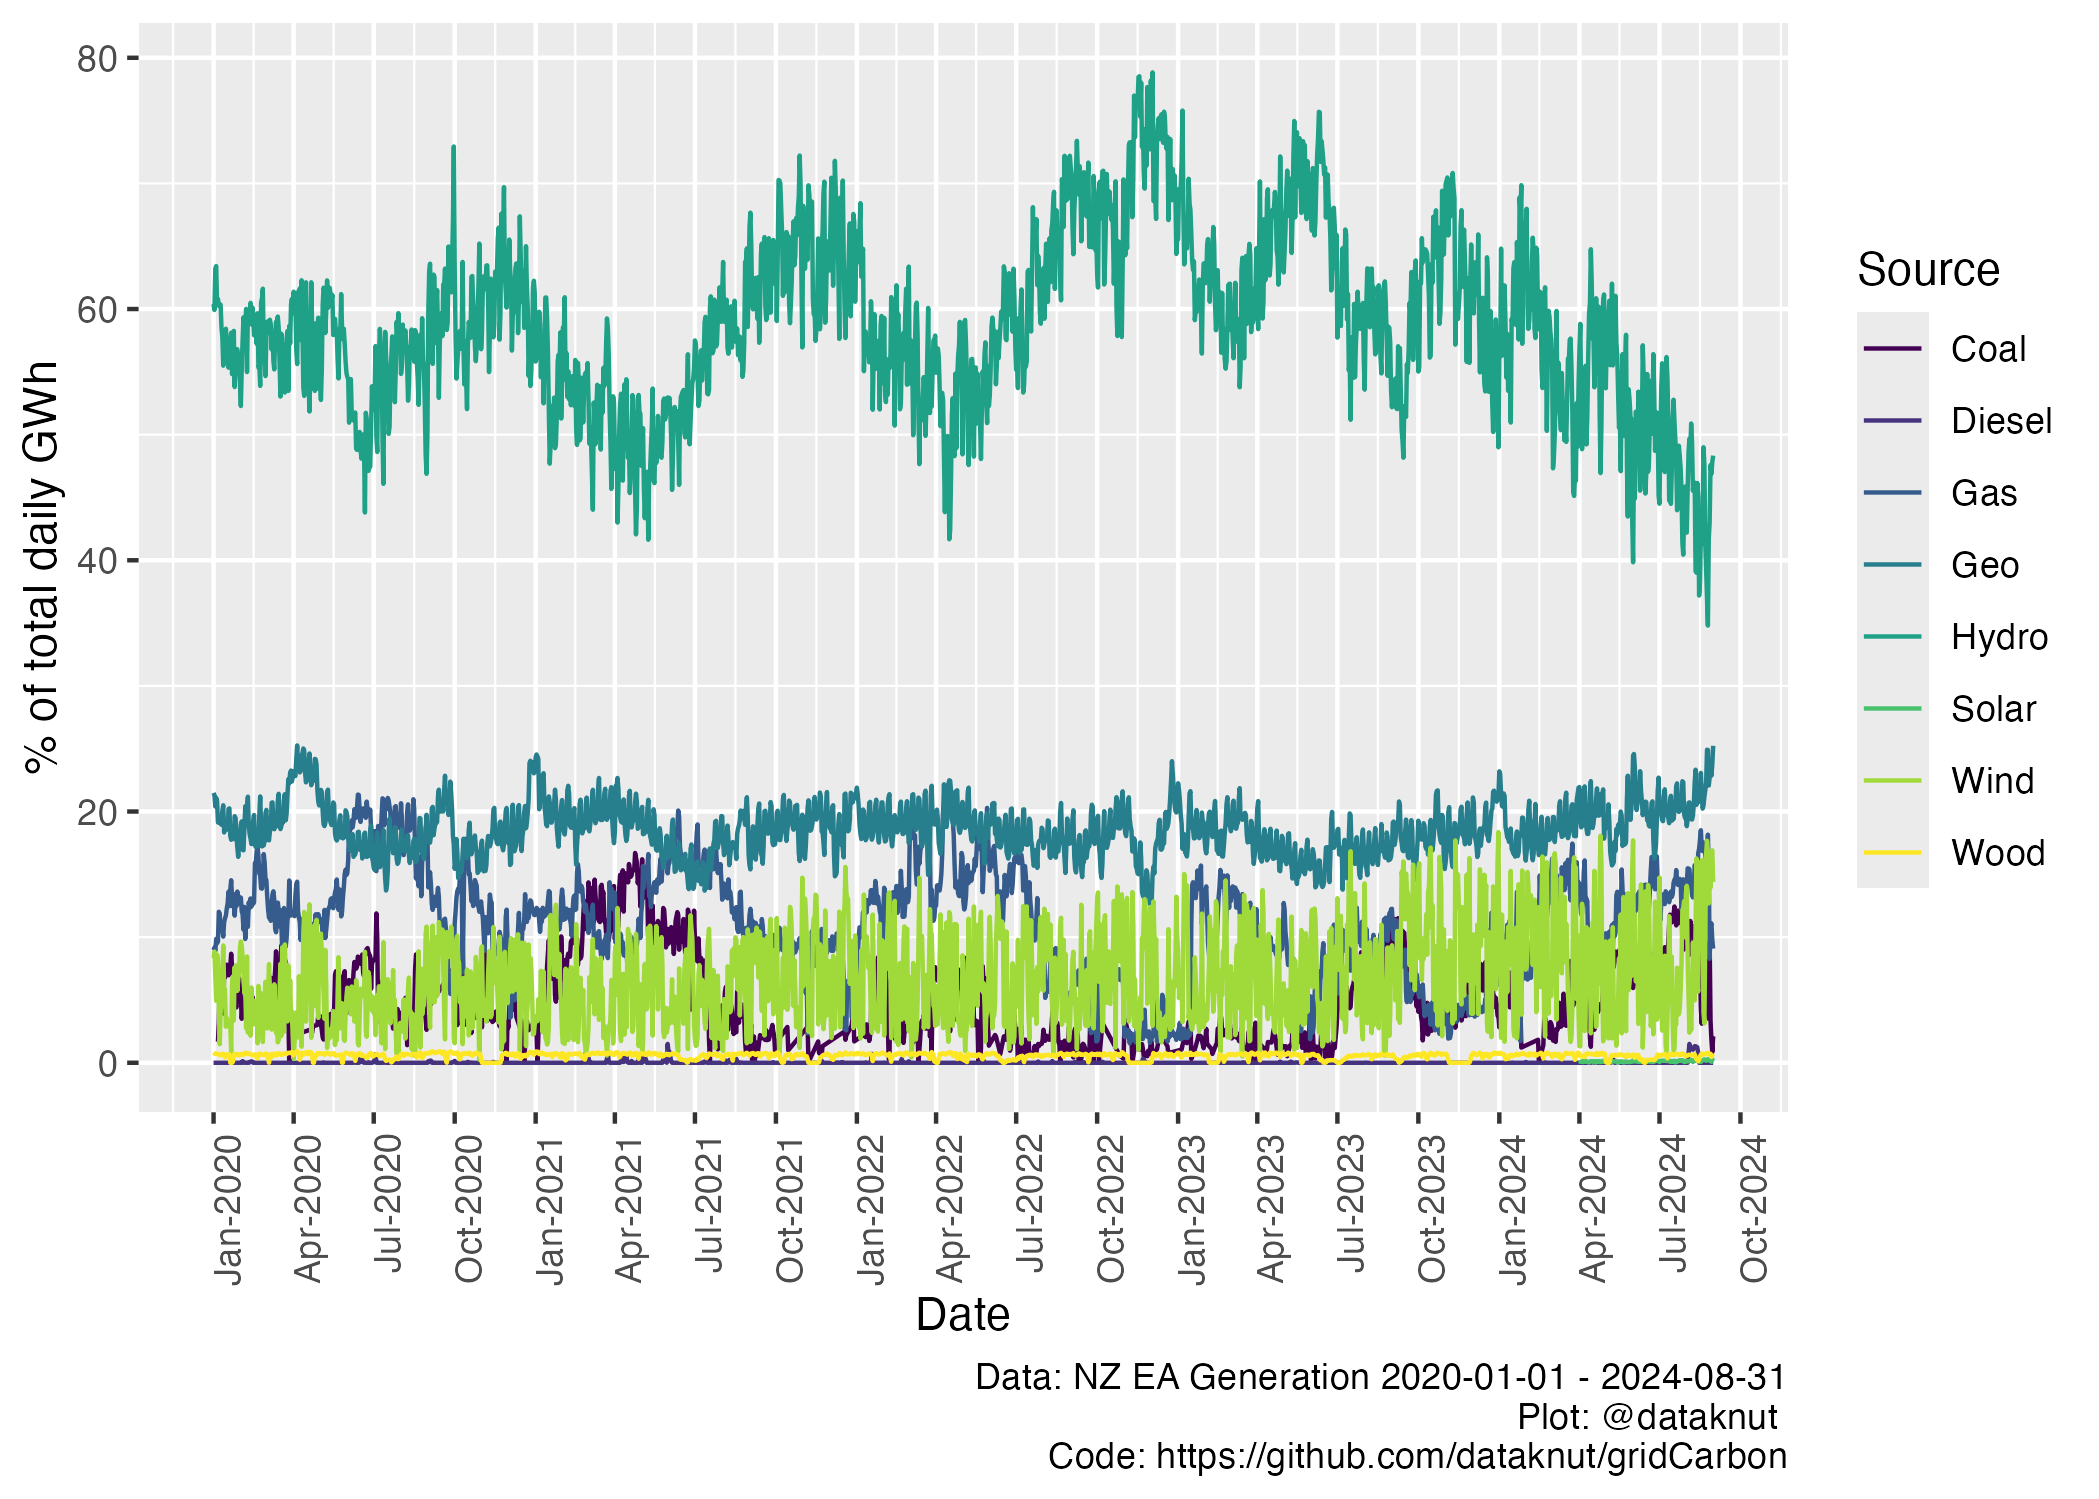 80
60
40
20
0
% of total daily GWh
Jan-2020
Apr-2020
Jul-2020
Oct-2020
Jan-2021
Apr-2021
Jul-2021
Oct-2021
Jan-2022
Apr-2022
Jul-2022
Oct-2022
Jan-2023
Apr-2023
Jul-2023
Oct-2023
Jan-2024
Apr-2024
Jul-2024
Oct-2024
Date
Source
Coal
Diesel
Gas
Geo
Hydro
Solar
Wind
Wood
Data: NZ EA Generation 2020-01-01 - 2024-08-31
Plot: @dataknut
Code: https://github.com/dataknut/gridCarbon